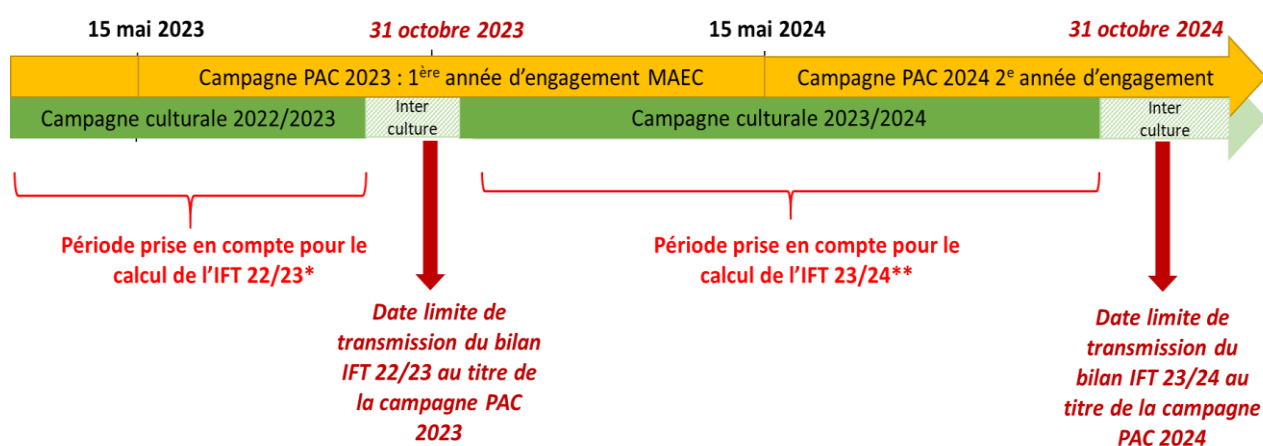 15 mai 2023
31 octobre 2023
15 mai 2024
31 octobre 2024
Campagne PAC 2023 : 1ère année d’engagement MAEC
Campagne PAC 2024 2e année d’engagement
Campagne culturale 2022/2023
Inter
culture
Campagne culturale 2023/2024
Inter
culture
Période prise en compte pour le
calcul de l’IFT 22/23*
Période prise en compte pour le
calcul de l’IFT 23/24**
Date limite de
transmission du bilan
IFT 22/23 au titre de
la campagne PAC
2023
Date limite de
transmission du
bilan IFT 23/24 au
titre de la campagne
PAC 2024